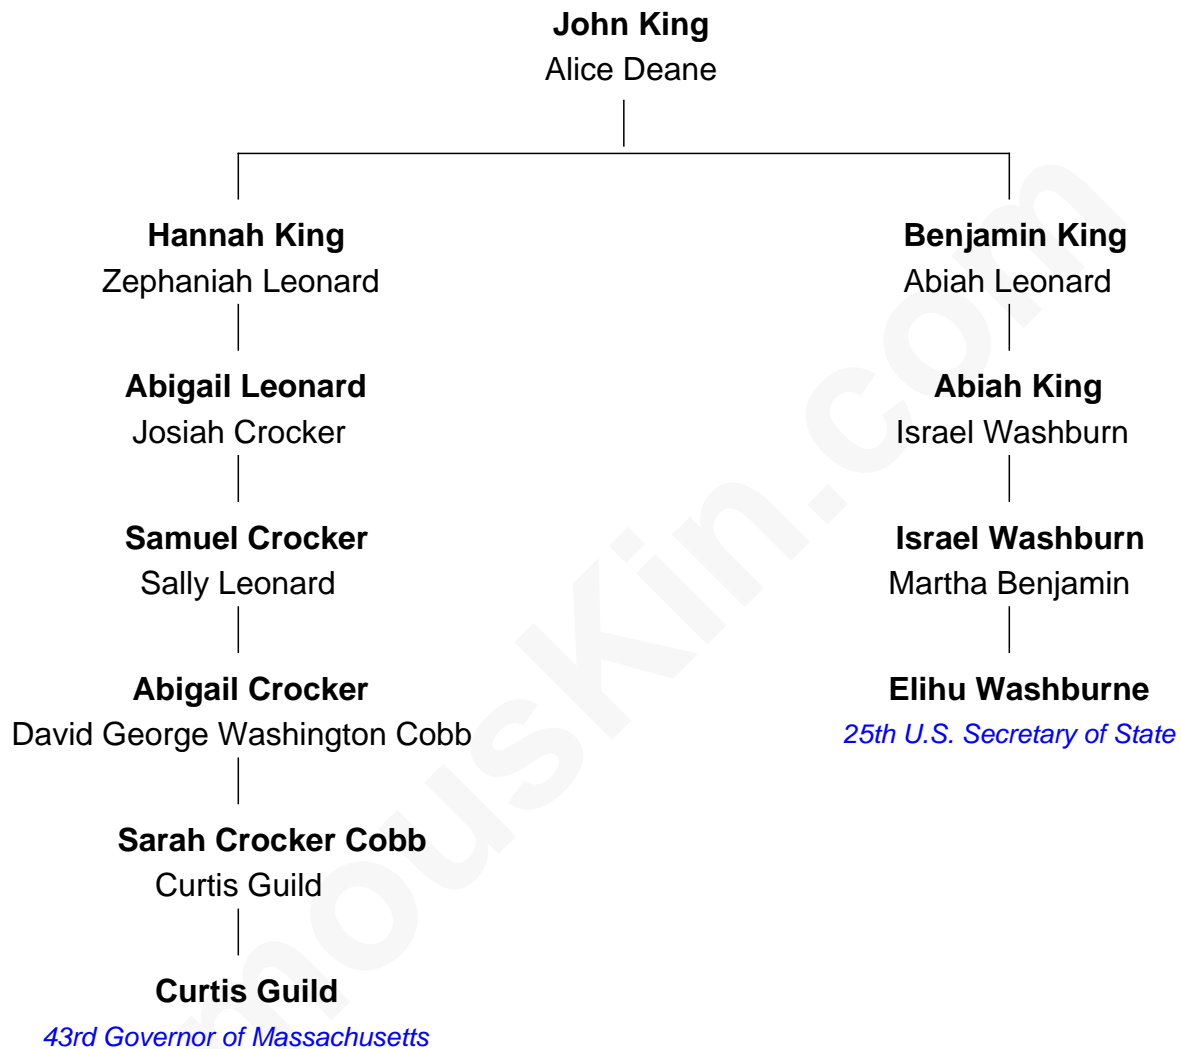 John King
Alice Deane
Hannah King
Zephaniah Leonard
Benjamin King
Abiah Leonard
Abigail Leonard
Josiah Crocker
Abiah King
Israel Washburn
Samuel Crocker
Sally Leonard
Israel Washburn
Martha Benjamin
Abigail Crocker
David George Washington Cobb
Elihu Washburne
25th U.S. Secretary of State
Sarah Crocker Cobb
Curtis Guild
Curtis Guild
43rd Governor of Massachusetts
mousKin.com